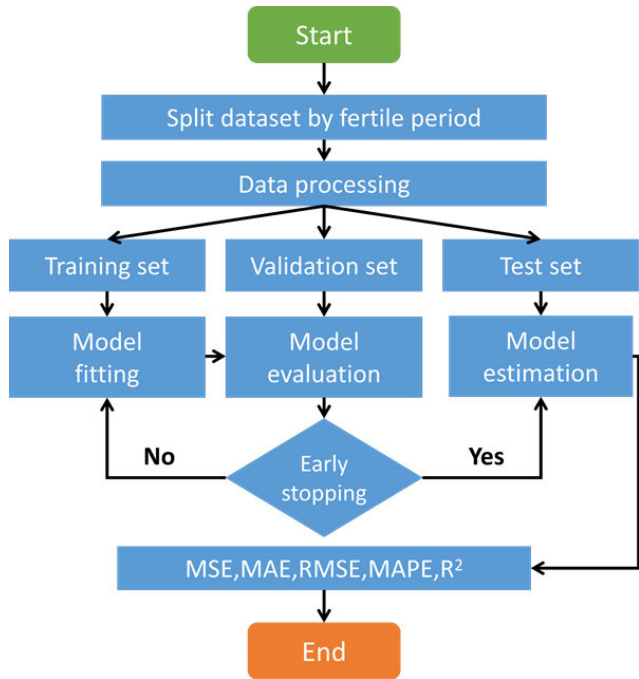 Start
Split dataset by fertile period
Data processing
Training set
Validation set
Test set
Model
fitting
Model
evaluation
Model
estimation
No
Early
stopping
Yes
MSE,MAE,RMSE,MAPE,R²
End